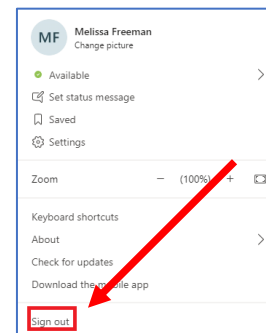 MF
Melissa Freeman
Change picture
Available
Set status message
Saved
Settings
Zoom − (100%) +
Keyboard shortcuts
About
Check for updates
Download the mobile app
Sign out